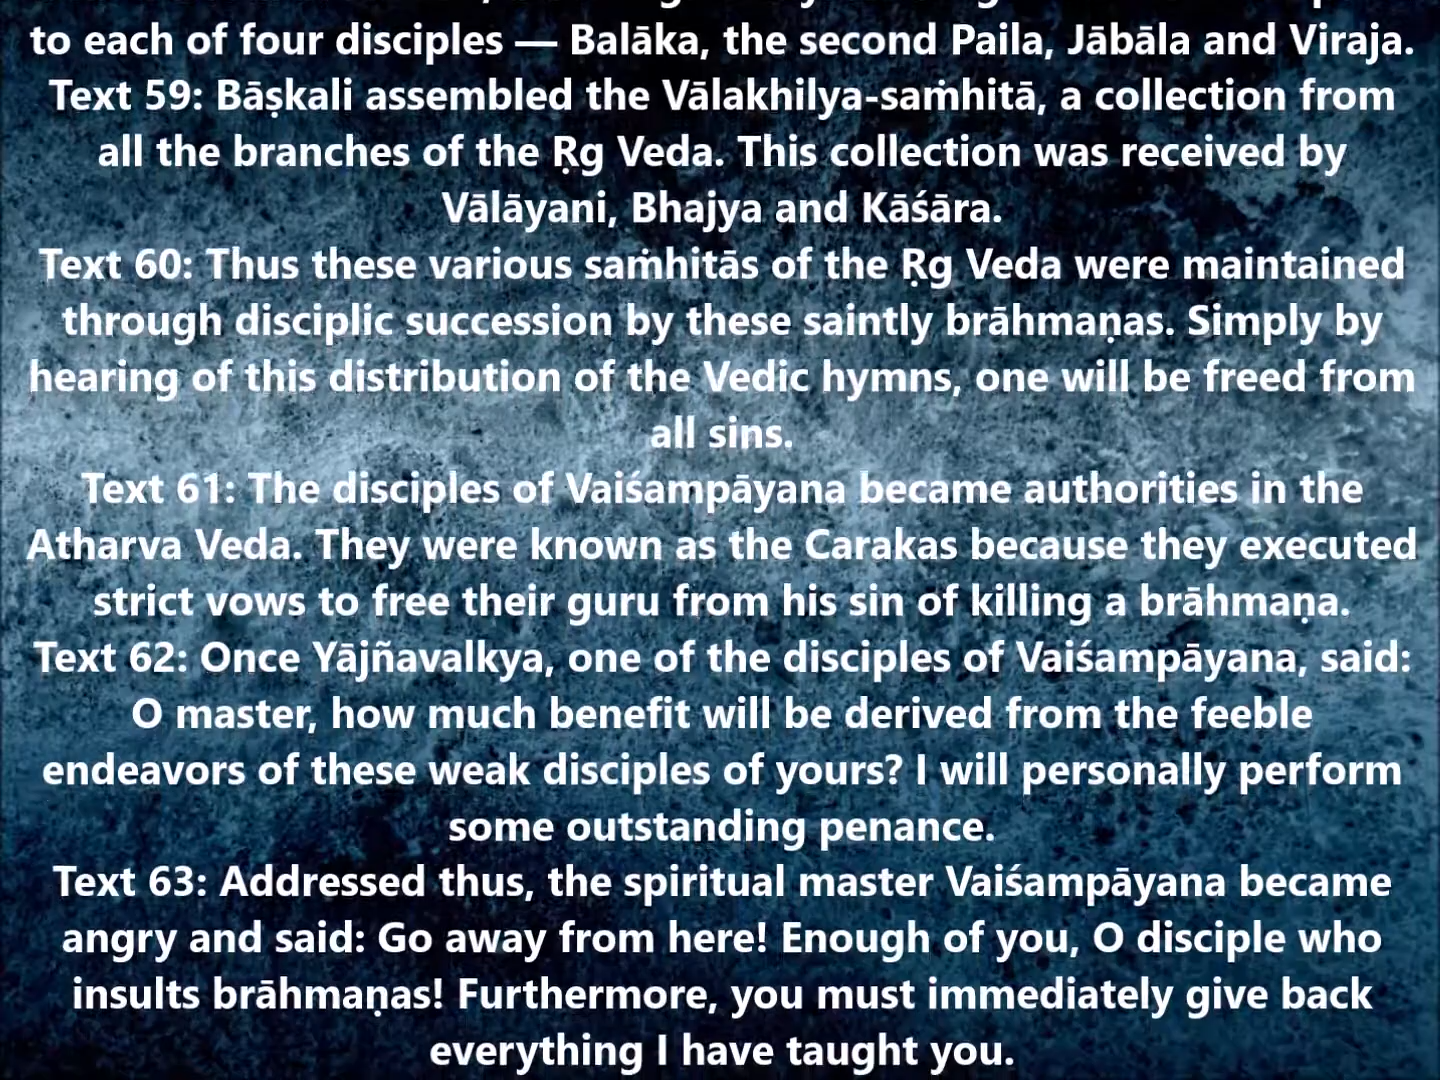 to each of four disciples — Balāka, the second Paila, Jābāla and Viraja.
Text 59: Bāṣkali assembled the Vālakhilya-saṁhitā, a collection from
all the branches of the Ṛg Veda. This collection was received by
Vālāyani, Bhajya and Kāśāra.
Text 60: Thus these various saṁhitās of the Ṛg Veda were maintained
through disciplic succession by these saintly brāhmaṇas. Simply by
hearing of this distribution of the Vedic hymns, one will be freed from
all sins.
Text 61: The disciples of Vaiśampāyana became authorities in the
Atharva Veda. They were known as the Carakas because they executed
strict vows to free their guru from his sin of killing a brāhmaṇa.
Text 62: Once Yājñavalkya, one of the disciples of Vaiśampāyana, said:
O master, how much benefit will be derived from the feeble
endeavors of these weak disciples of yours? I will personally perform
some outstanding penance.
Text 63: Addressed thus, the spiritual master Vaiśampāyana became
angry and said: Go away from here! Enough of you, O disciple who
insults brāhmaṇas! Furthermore, you must immediately give back
everything I have taught you.